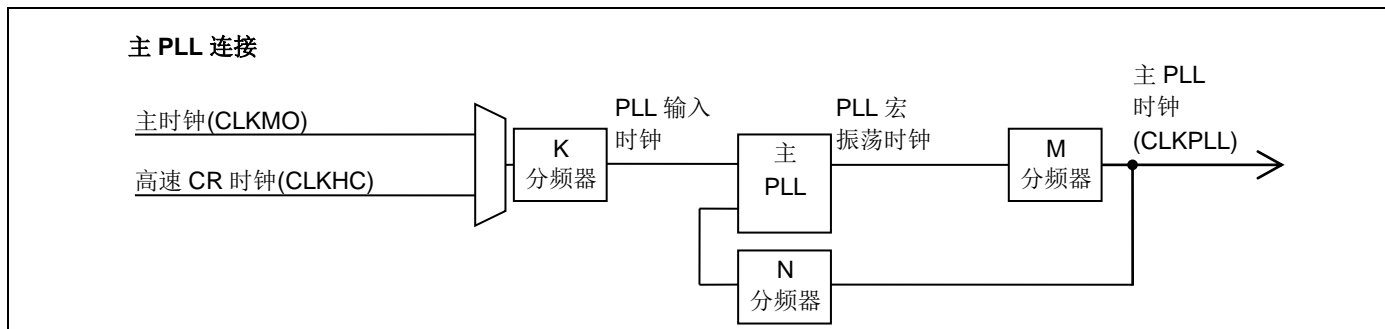 主 PLL 连接
主时钟(CLKMO)
高速 CR 时钟(CLKHC)
K
分频器
PLL 输入
时钟
主
PLL
PLL 宏
振荡时钟
M
分频器
主 PLL
时钟
(CLKPLL)
N
分频器